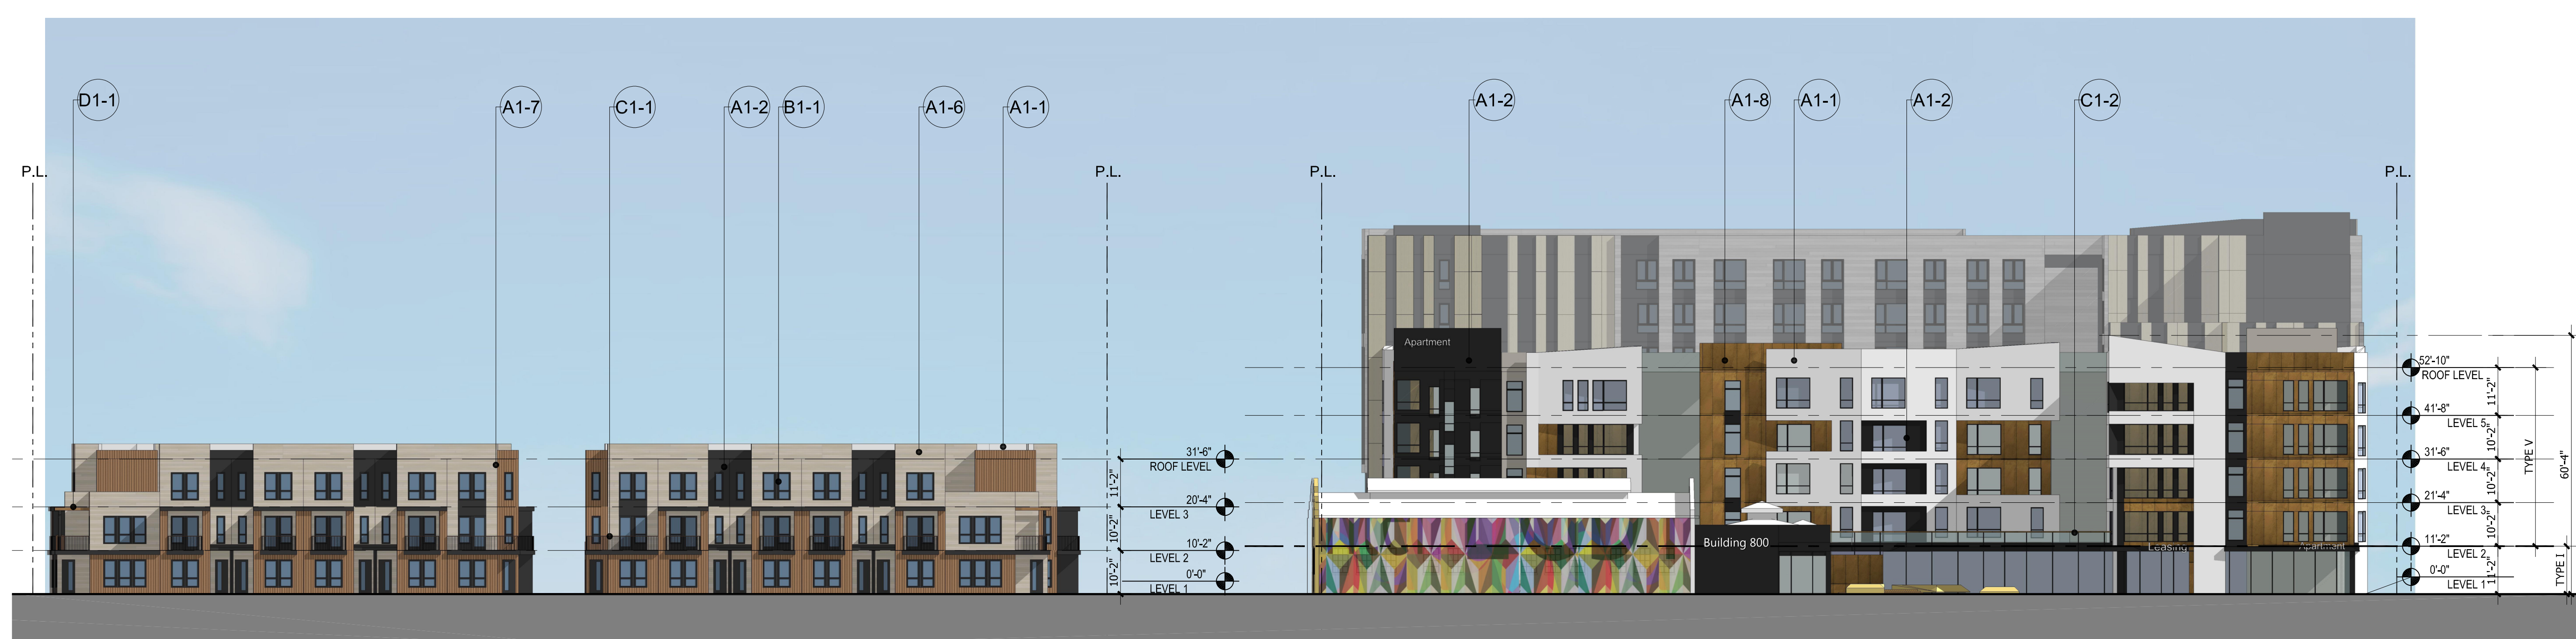 D1-1
A1-7
C1-1
A1-2
B1-1
A1-6
A1-1
A1-2
A1-8
A1-1
A1-2
C1-2
P.L.
P.L.
P.L.
P.L.
Apartment
Building 800
Leasing
Apartment
31'-6"
ROOF LEVEL
11'-2"
20'-4"
LEVEL 3
10'-2"
10'-2"
LEVEL 2
10'-2"
0'-0"
LEVEL 1
52'-10"
ROOF LEVEL
11'-2"
41'-8"
LEVEL 5
10'-2"
31'-6"
LEVEL 4
10'-2"
21'-4"
LEVEL 3
10'-2"
11'-2"
LEVEL 2
11'-2"
0'-0"
LEVEL 1
TYPE V
TYPE I
60'-4"